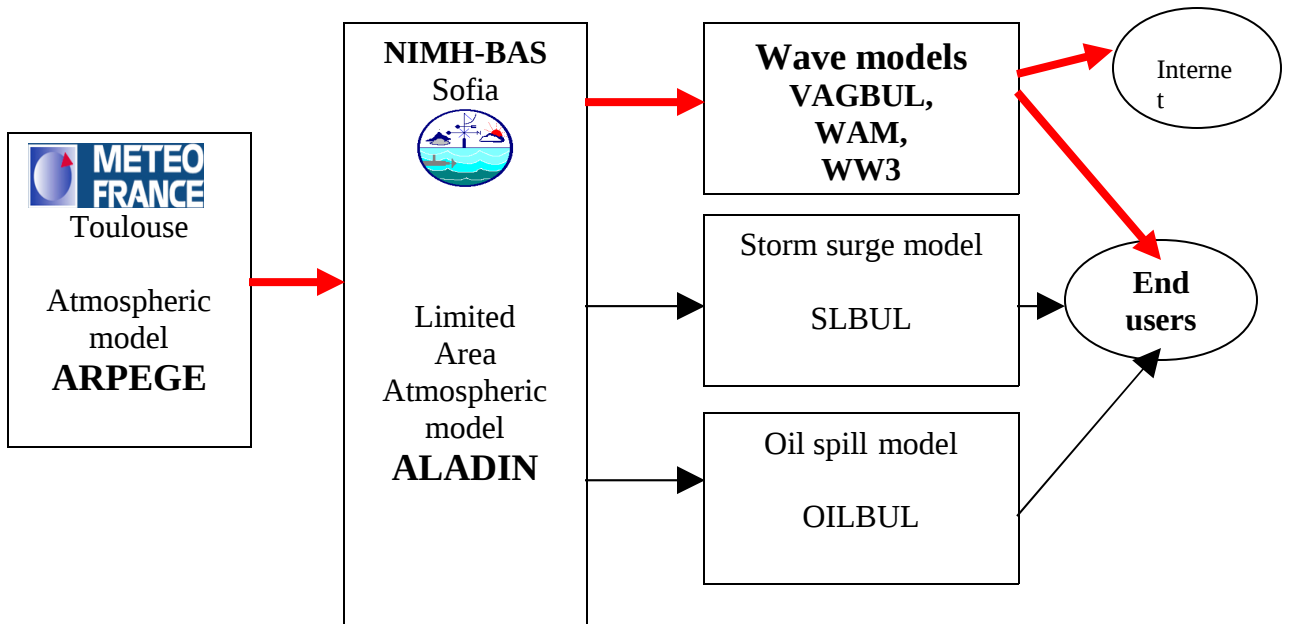 METEO
FRANCE
Toulouse
Atmospheric
model
ARPEGE
NIMH-BAS
Sofia
Limited
Area
Atmospheric
model
ALADIN
Wave models
VAGBUL,
WAM,
WW3
Storm surge model
SLBUL
Oil spill model
OILBUL
Interne
t
End
users